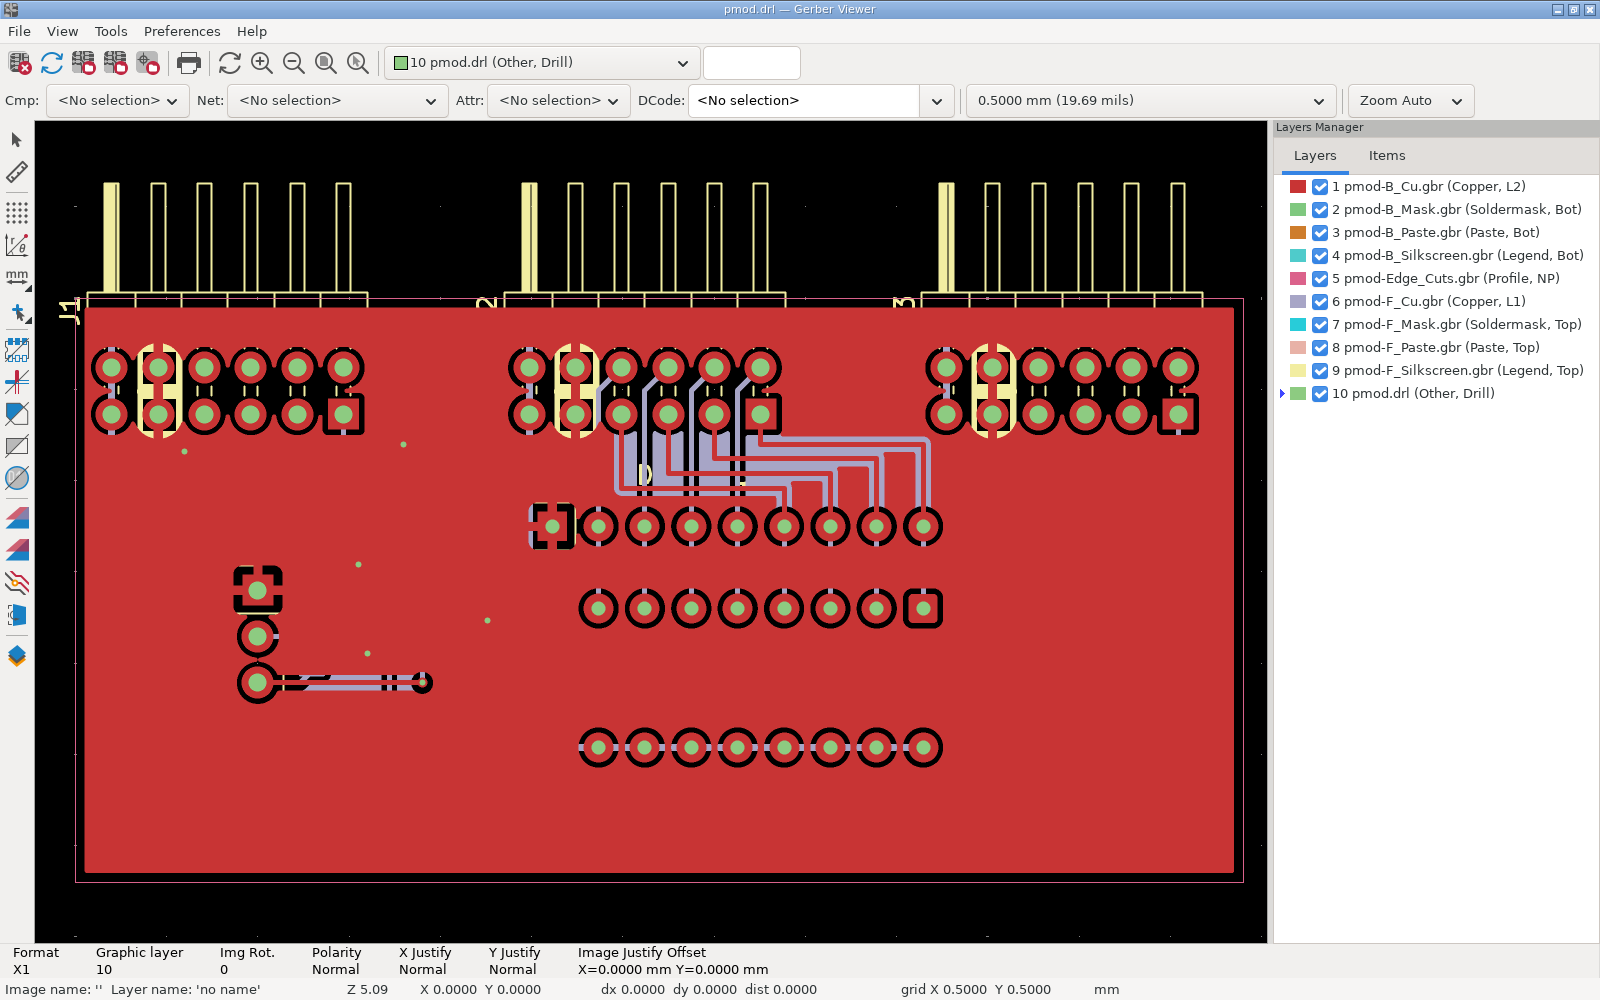 pmod.drl — Gerber Viewer
File View Tools Preferences Help
10 pmod.drl (Other, Drill)
Cmp: <No selection> Net: <No selection> Attr: <No selection> DCode: <No selection> 0.5000 mm (19.69 mils) Zoom Auto
Layers Manager
Layers Items
1 pmod-B_Cu.gbr (Copper, L2)
2 pmod-B_Mask.gbr (Soldermask, Bot)
3 pmod-B_Paste.gbr (Paste, Bot)
4 pmod-B_Silkscreen.gbr (Legend, Bot)
5 pmod-Edge_Cuts.gbr (Profile, NP)
6 pmod-F_Cu.gbr (Copper, L1)
7 pmod-F_Mask.gbr (Soldermask, Top)
8 pmod-F_Paste.gbr (Paste, Top)
9 pmod-F_Silkscreen.gbr (Legend, Top)
10 pmod.drl (Other, Drill)
mm
J1
Format Graphic layer Img Rot. Polarity X Justify Y Justify Image Justify Offset
X1 10 0 Normal Normal Normal X=0.0000 mm Y=0.0000 mm
Image name: '' Layer name: 'no name' Z 5.09 X 0.0000 Y 0.0000 dx 0.0000 dy 0.0000 dist 0.0000 grid X 0.5000 Y 0.5000 mm